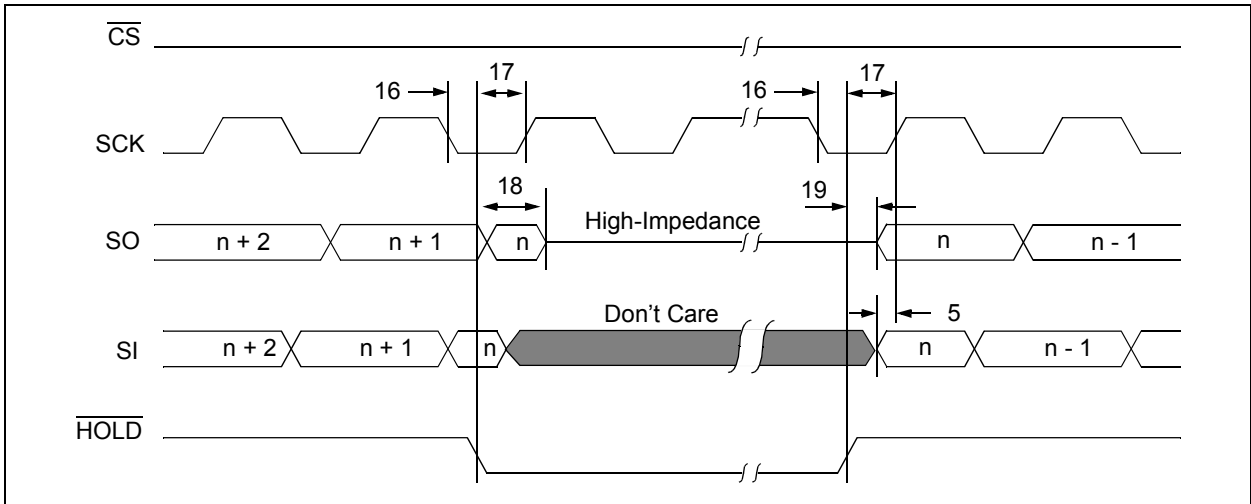 CS
16 17 16 17
SCK
18 19
High-Impedance
SO n + 2 n + 1 n n n - 1
Don't Care 5
SI n + 2 n + 1 n n n - 1
HOLD